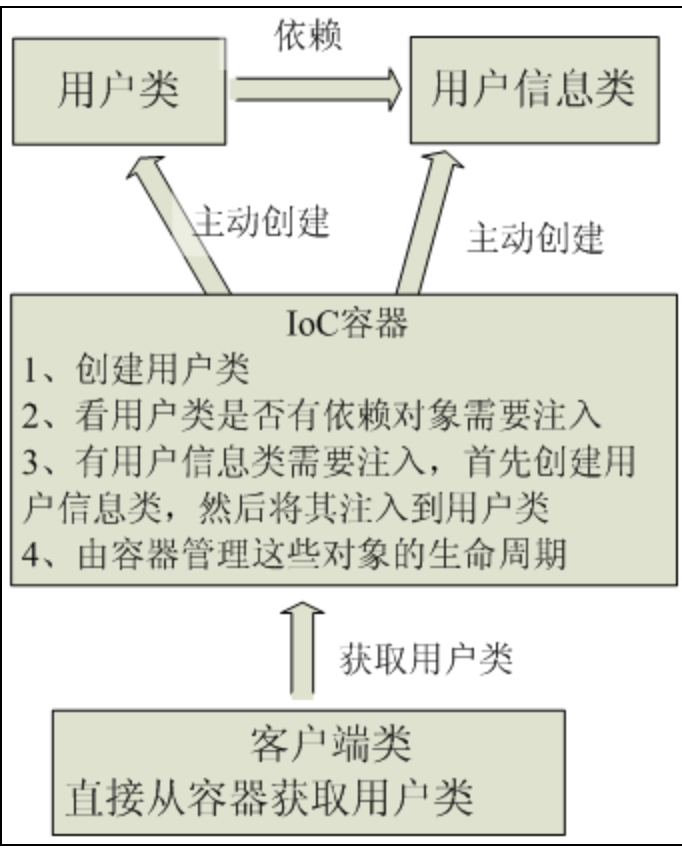 依赖
用户类
用户信息类
主动创建
主动创建
IoC容器
1、创建用户类
2、看用户类是否有依赖对象需要注入
3、有用户信息类需要注入，首先创建用
户信息类，然后将其注入到用户类
4、由容器管理这些对象的生命周期
获取用户类
客户端类
直接从容器获取用户类